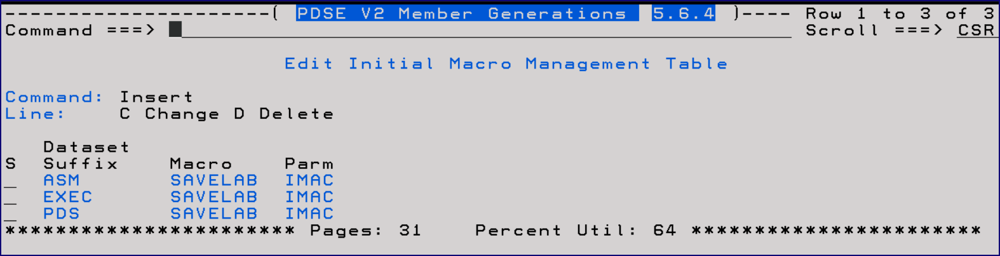 ---------------------( PDSE V2 Member Generations 5.6.4 )---- Row 1 to 3 of 3
Command ===> Scroll ===> CSR
Edit Initial Macro Management Table
Command: Insert
Line: C Change D Delete
Dataset
S Suffix Macro Parm
_ ASM SAVELAB IMAC
_ EXEC SAVELAB IMAC
_ PDS SAVELAB IMAC
*********************** Pages: 31 Percent Util: 64 ***********************